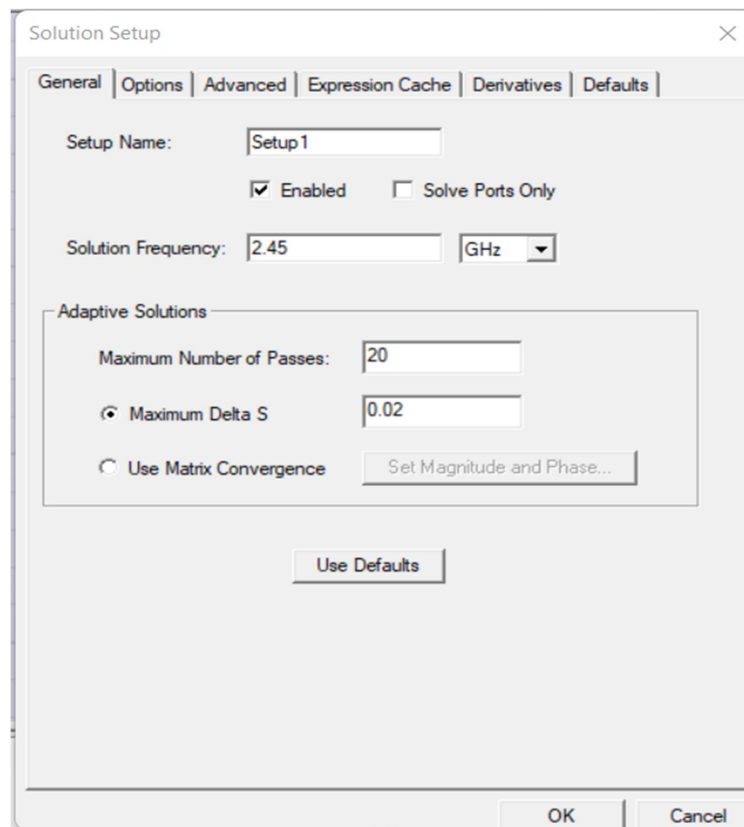 Solution Setup
General Options Advanced Expression Cache Derivatives Defaults
Setup Name: Setup1
Enabled Solve Ports Only
Solution Frequency: 2.45 GHz
Adaptive Solutions
Maximum Number of Passes: 20
Maximum Delta S 0.02
Use Matrix Convergence Set Magnitude and Phase...
Use Defaults
OK Cancel